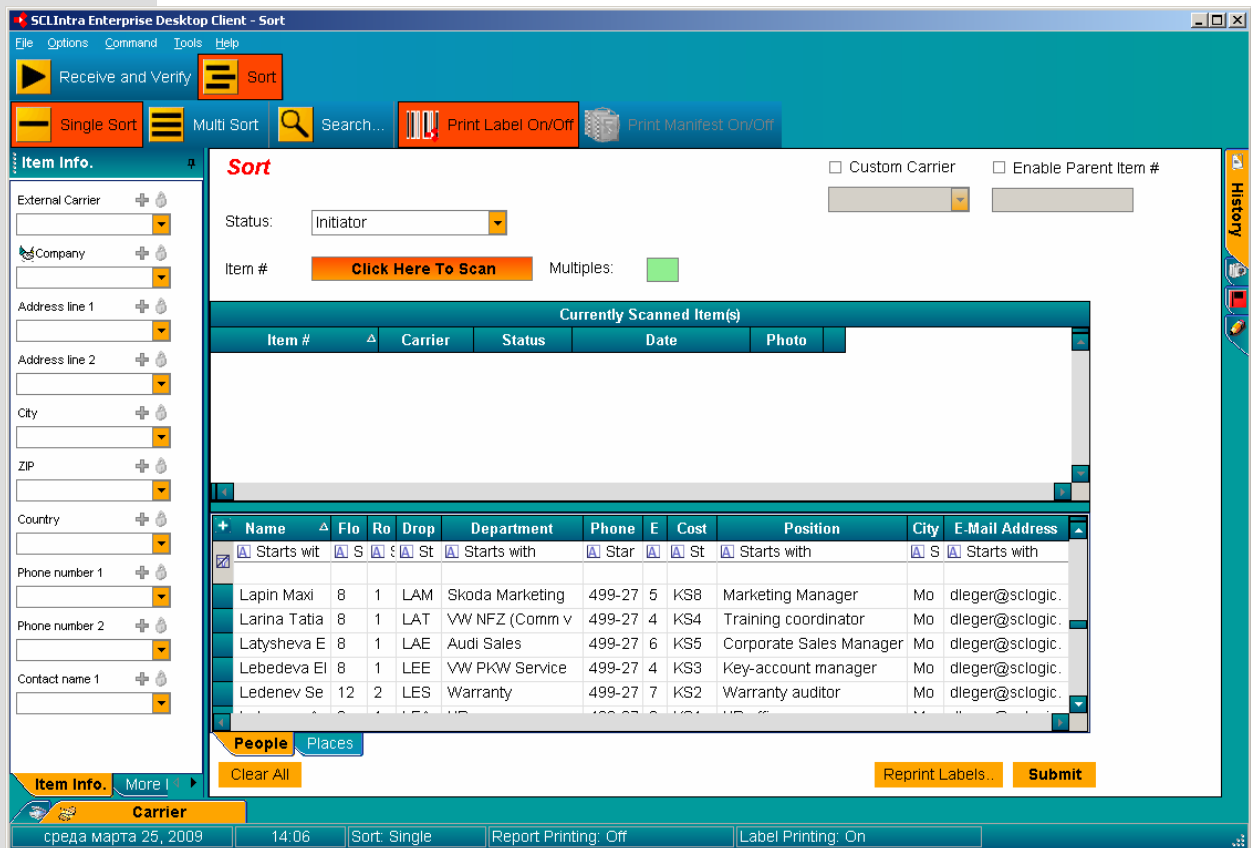 SCLIntra Enterprise Desktop Client - Sort
File Options Command Tools Help
Receive and Verify Sort
Single Sort Multi Sort Search... Print Label On/Off Print Manifest On/Off
Item Info.
External Carrier
Company
Address line 1
Address line 2
City
ZIP
Country
Phone number 1
Phone number 2
Contact name 1
Item Info. More I
Sort
Custom Carrier Enable Parent Item #
Status: Initiator
Item # Click Here To Scan Multiples:
Currently Scanned Item(s)
Item # Carrier Status Date Photo
Name Flo Ro Drop Department Phone E Cost Position City E-Mail Address
Starts wit S S St Starts with Star St Starts with S Starts with
Lapin Maxi 8 1 LAM Skoda Marketing 499-27 5 KS8 Marketing Manager Mo dleger@sclogic.
Larina Tatia 8 1 LAT VW NFZ (Comm v 499-27 4 KS4 Training coordinator Mo dleger@sclogic.
Latysheva E 8 1 LAE Audi Sales 499-27 6 KS5 Corporate Sales Manager Mo dleger@sclogic.
Lebedeva El 8 1 LEE VW PKW Service 499-27 4 KS3 Key-account manager Mo dleger@sclogic.
Ledenev Se 12 2 LES Warranty 499-27 7 KS2 Warranty auditor Mo dleger@sclogic.
People Places
Clear All Reprint Labels.. Submit
History
Carrier
среда марта 25, 2009 14:06 Sort: Single Report Printing: Off Label Printing: On